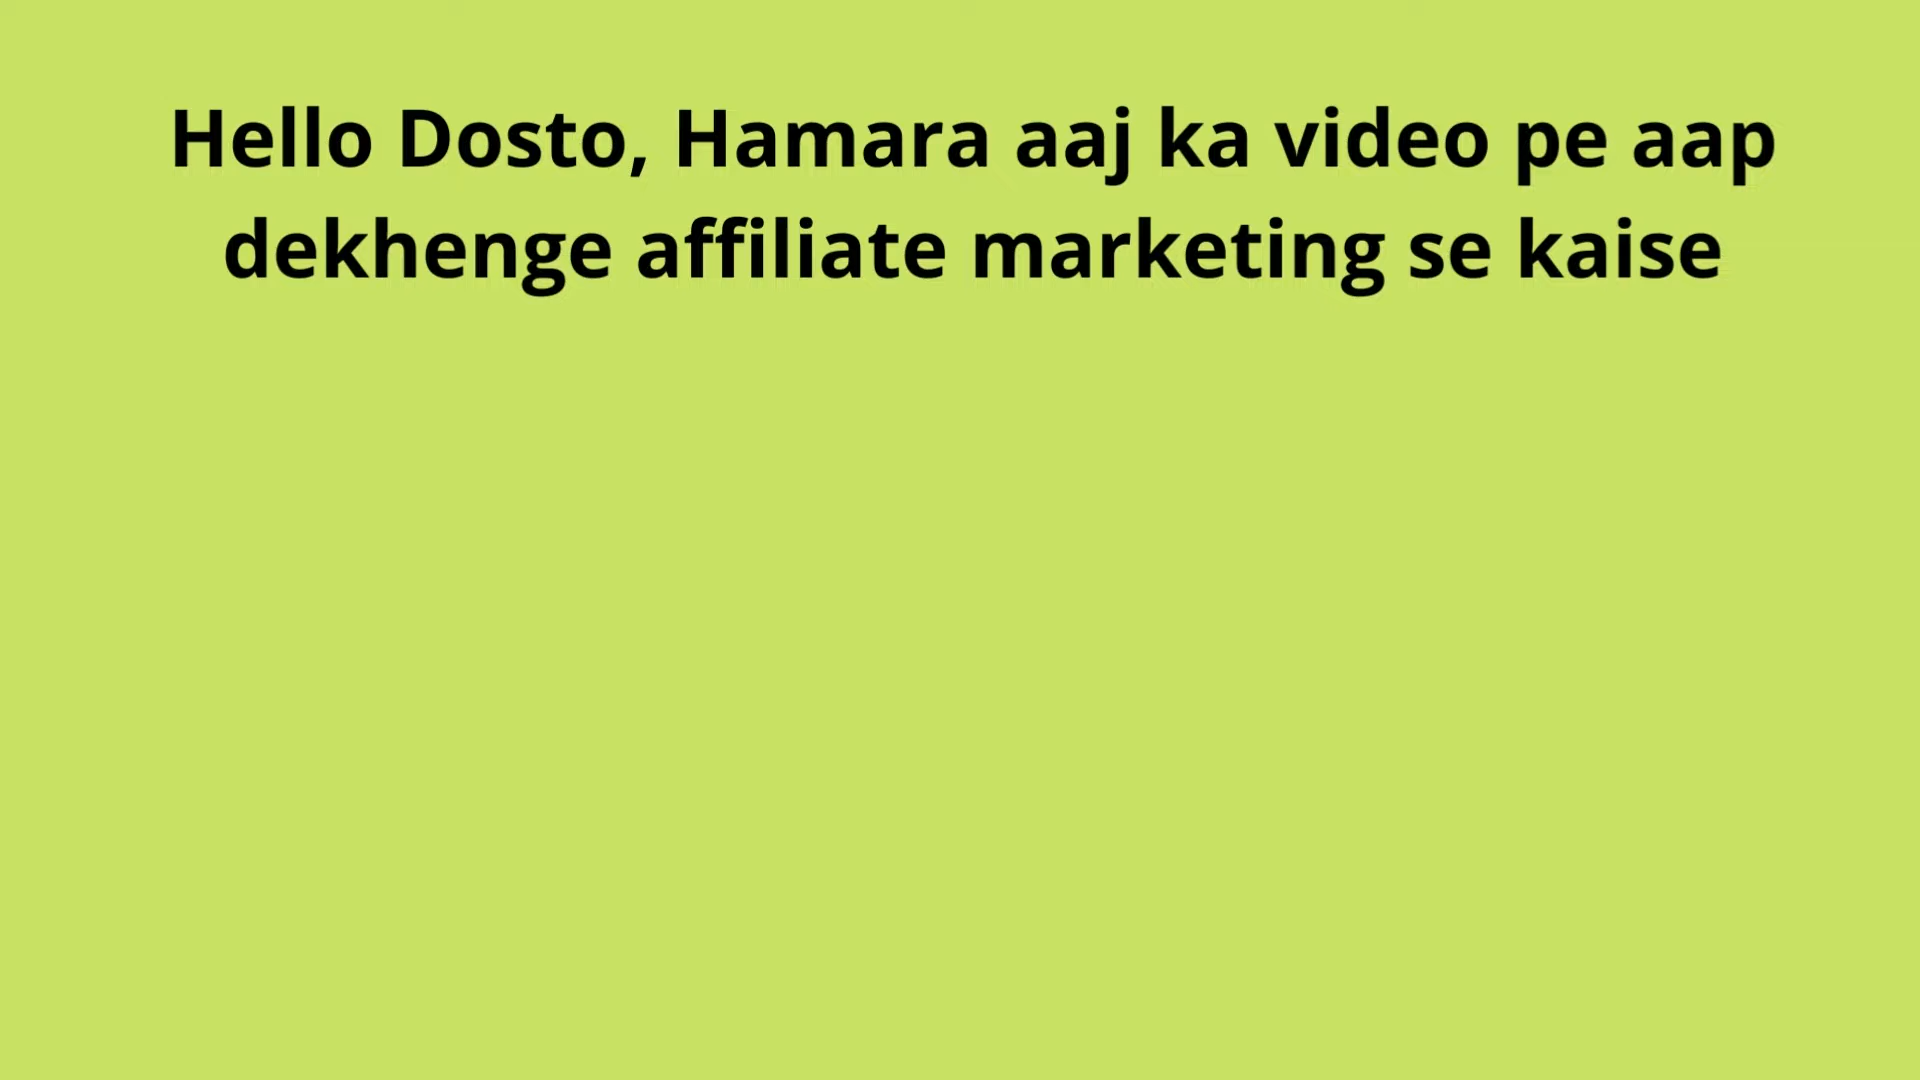 Hello Dosto, Hamara aaj ka video pe aap
dekhenge affiliate marketing se kaise